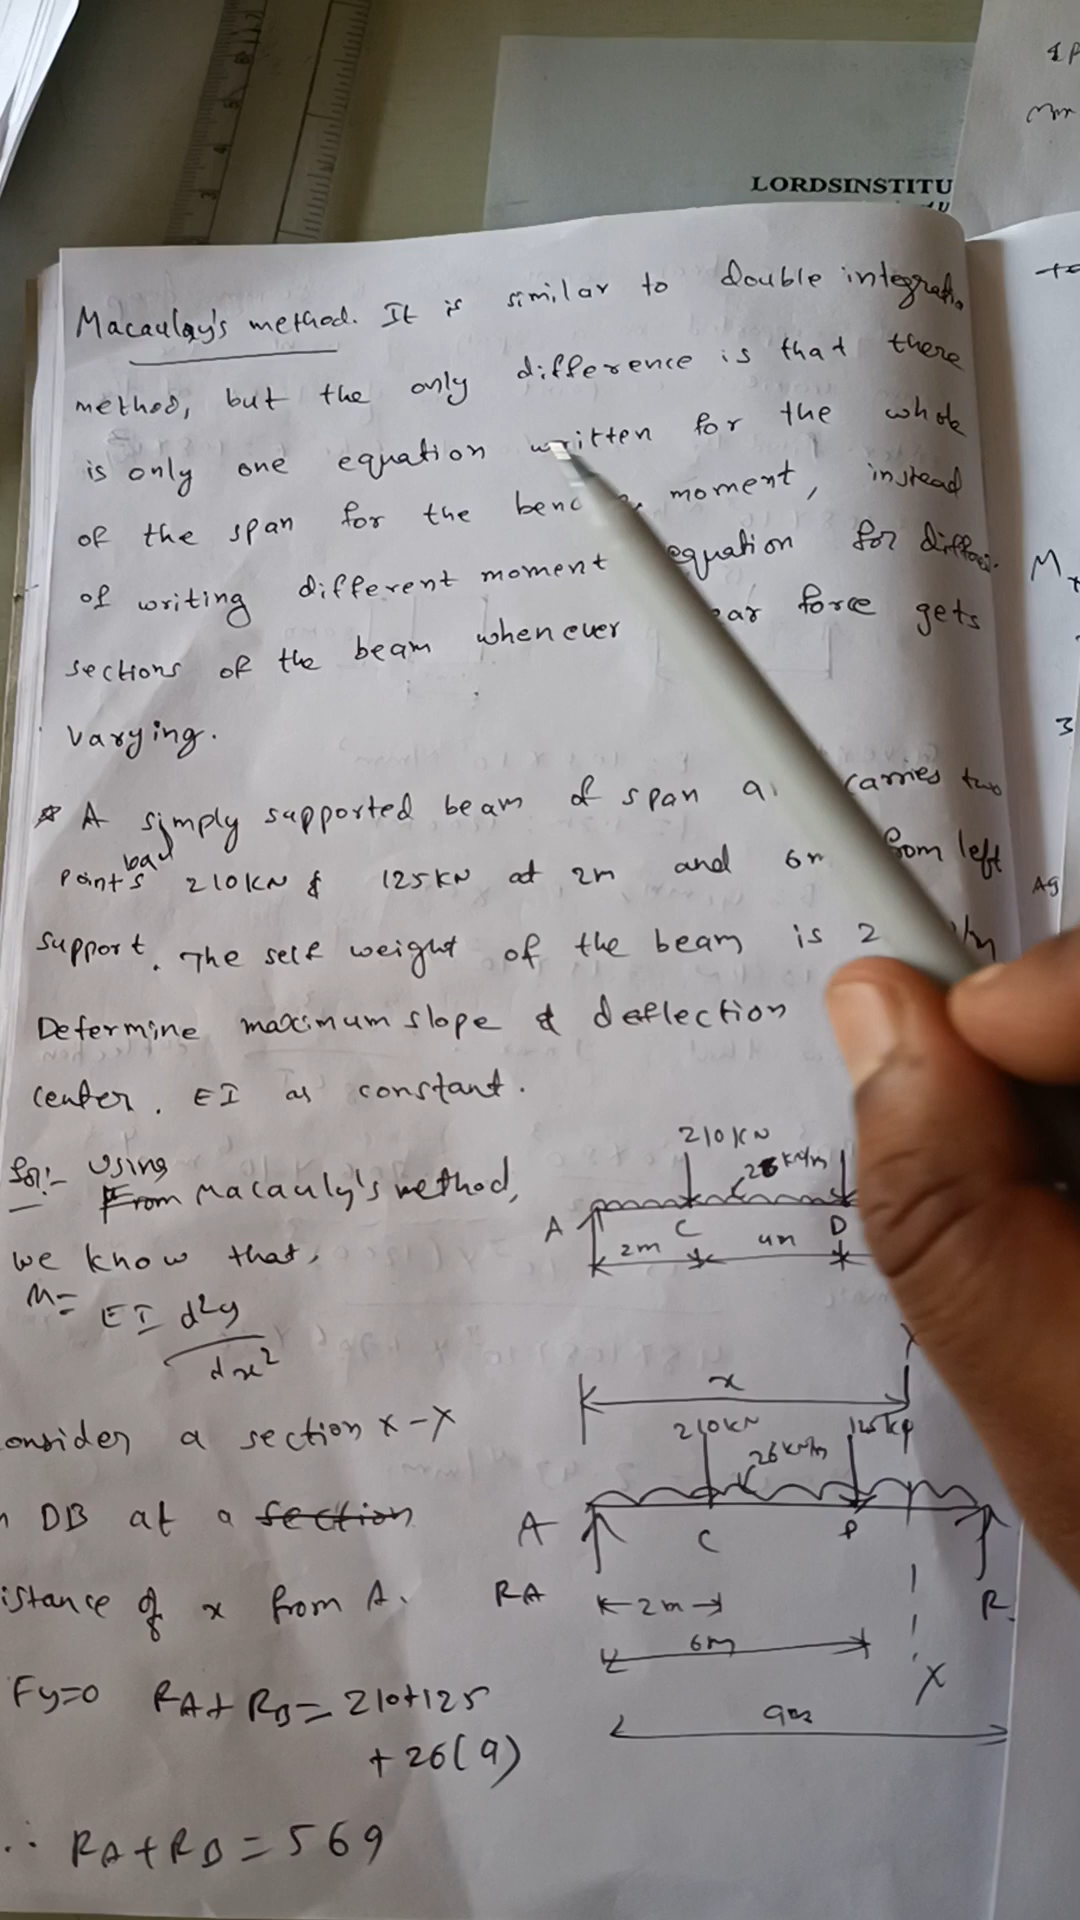 LORDSINSTITU
Macaulay's method. It is similar to double integratio
method, but the only difference is that there
is only one equation written for the whole
of the span for the moment, instead
of writing different moment equation for
sections of the beam whenever force gets
varying.
* A simply supported beam of span carries two
point loads 210KN & 125KN at 2m and 6m from left
support. The self weight of the beam is
Determine maximum slope & deflection
center. EI as constant.
Sol:- Using
From Macauly's method,
we know that,
M= EI d²y
dx²
onsider a section x-x
DB at a section
istance of x from A.
Fy=0 RA+RB= 210+125
+ 26(9)
∴ RA+RB = 569
210KN
26KN/m
A C D
2m 4m
x
210KN 125KN
26KN/m
A C D
RA
2m
6m
X
9m